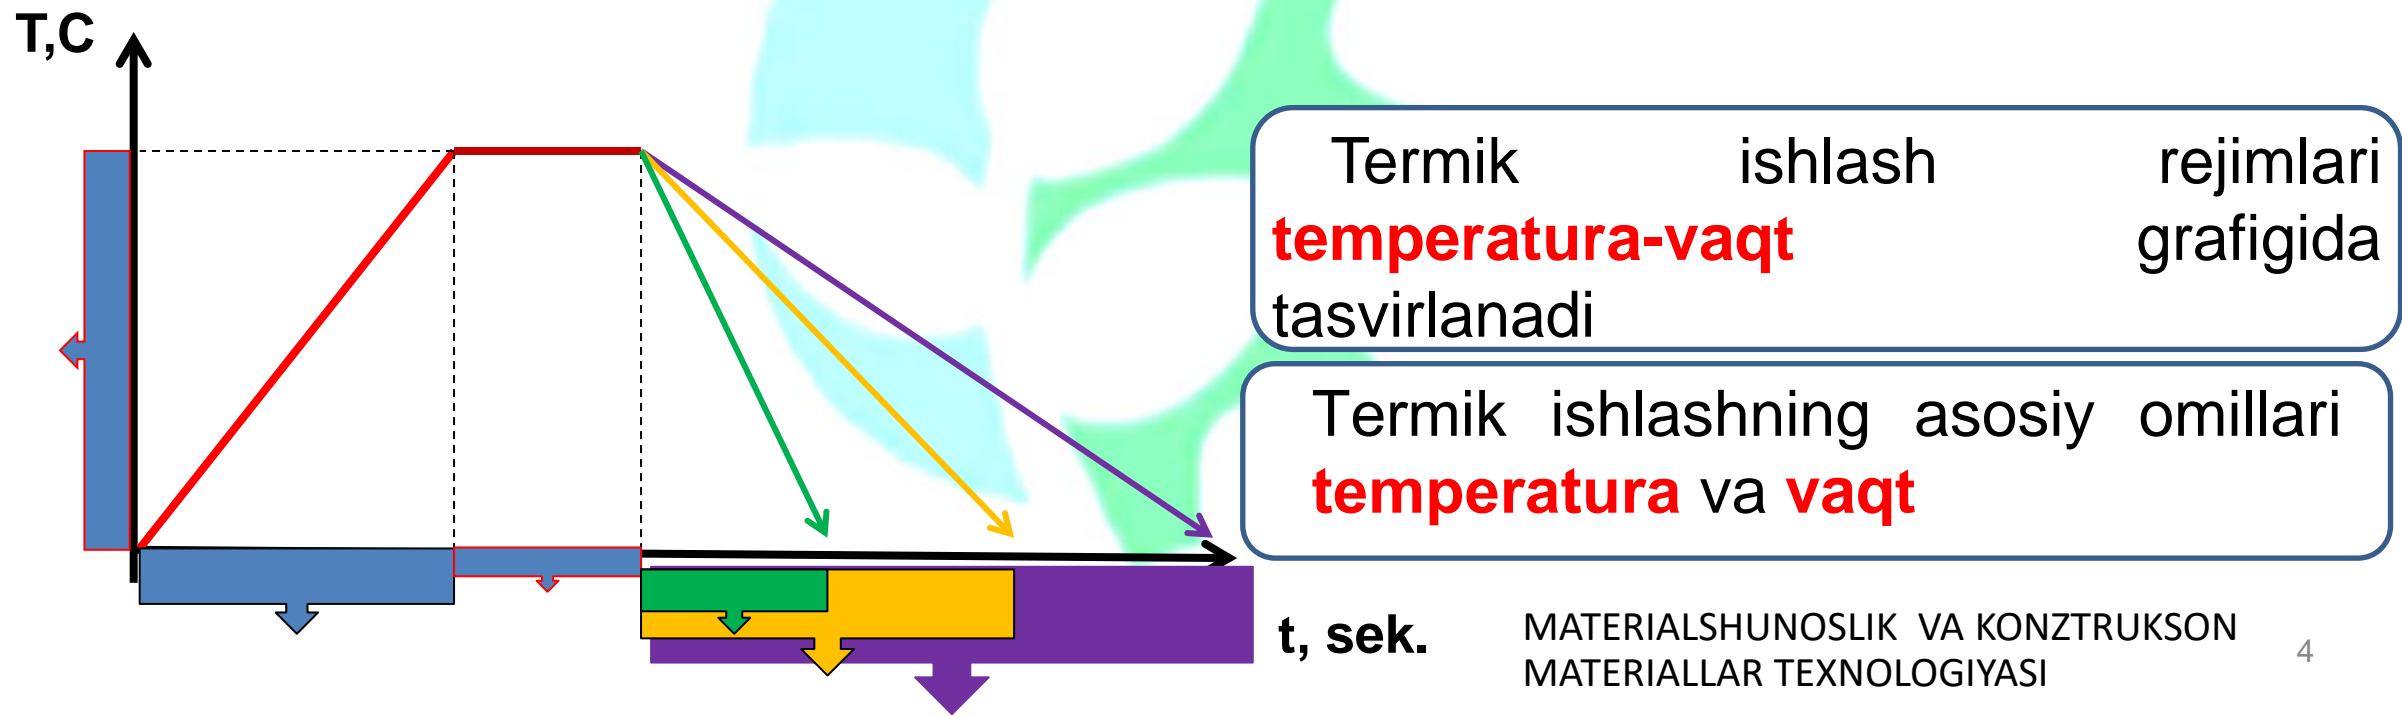 T,C
Termik ishlash rejimlari
temperatura-vaqt grafigida
tasvirlanadi
Termik ishlashning asosiy omillari
temperatura va vaqt
t, sek.
MATERIALSHUNOSLIK VA KONZTRUKSON
MATERIALLAR TEXNOLOGIYASI
4